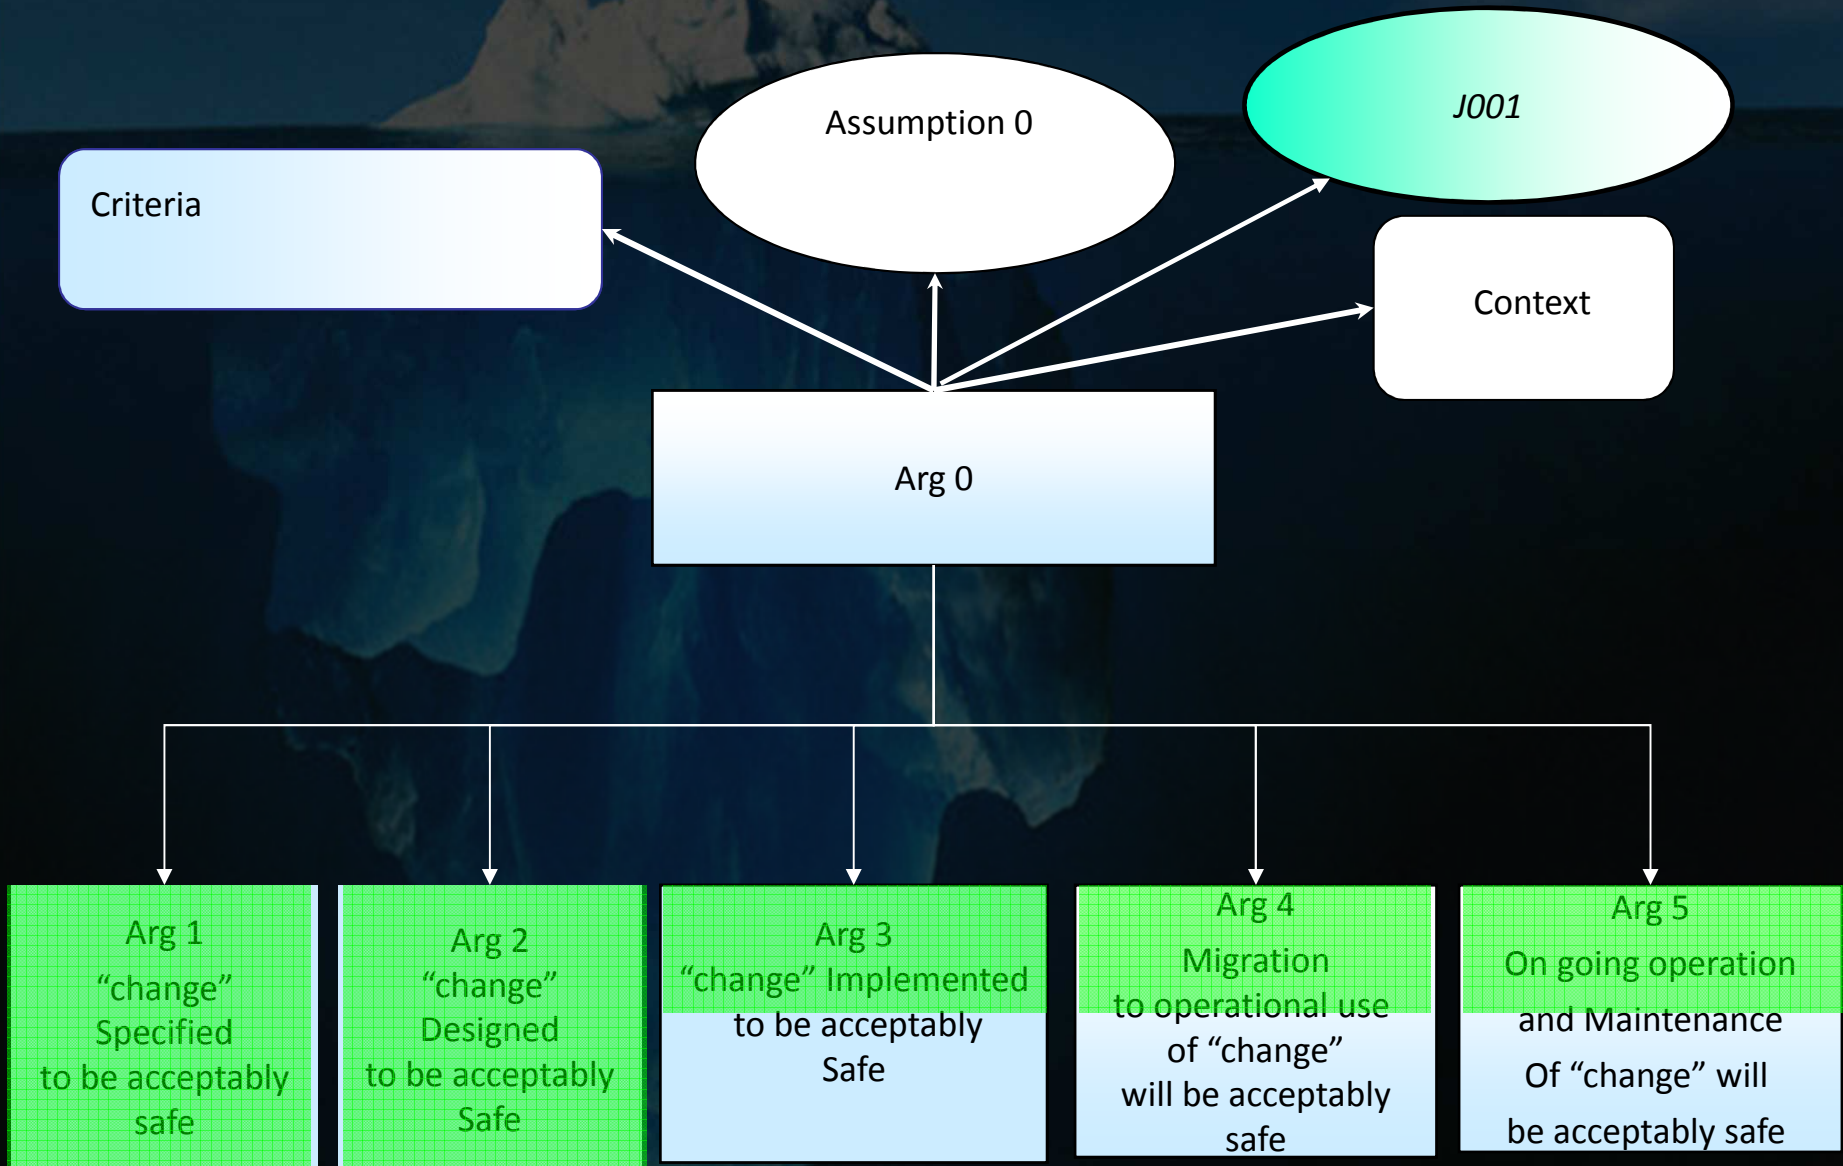 Assumption 0
J001
Criteria
Context
Arg 0
Arg 1
“change”
Specified
to be acceptably
safe
Arg 2
“change”
Designed
to be acceptably
Safe
Arg 3
“change” Implemented
to be acceptably
Safe
Arg 4
Migration
to operational use
of “change”
will be acceptably
safe
Arg 5
On going operation
and Maintenance
Of “change” will
be acceptably safe